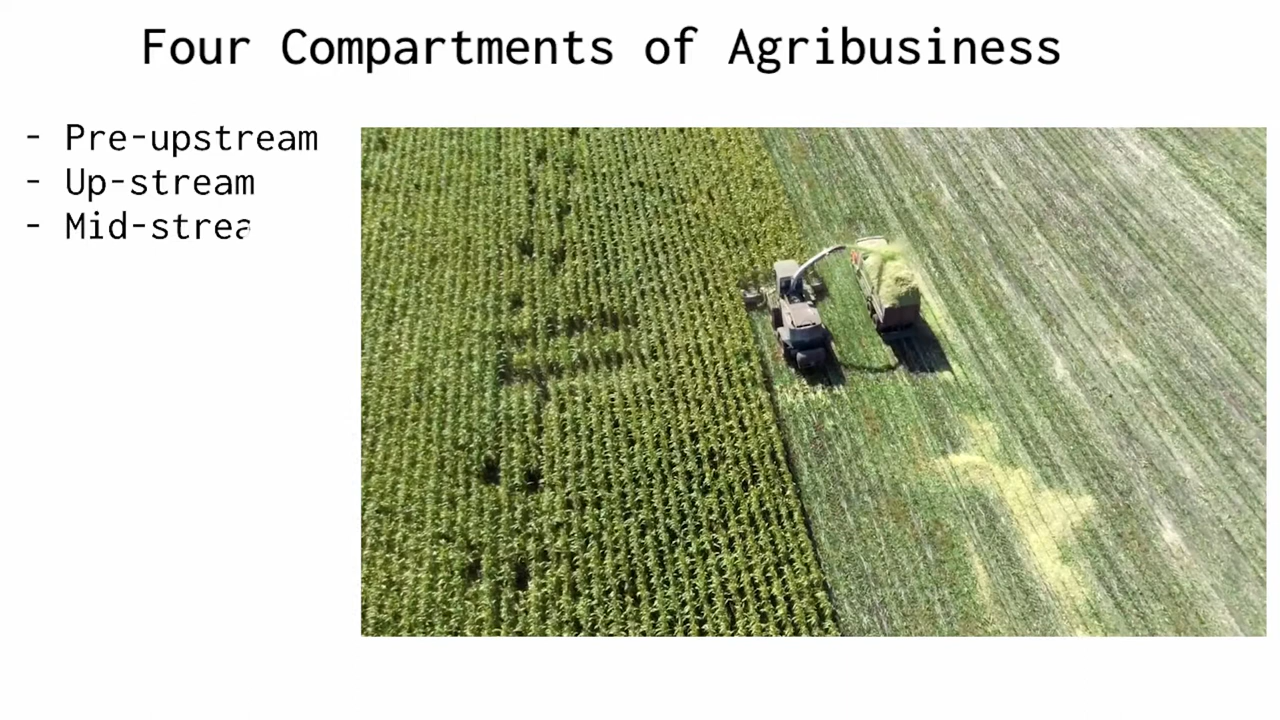 Four Compartments of Agribusiness
- Pre-upstream
- Up-stream
- Mid-strea